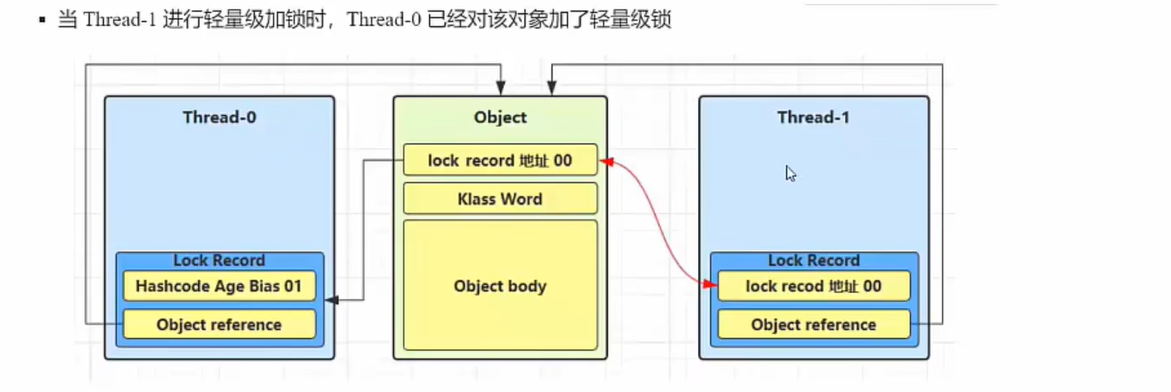 ▪ 当 Thread-1 进行轻量级加锁时，Thread-0 已经对该对象加了轻量级锁
Thread-0
Object
Thread-1
lock record 地址 00
Klass Word
Object body
Lock Record
Hashcode Age Bias 01
Object reference
Lock Record
lock recod 地址 00
Object reference